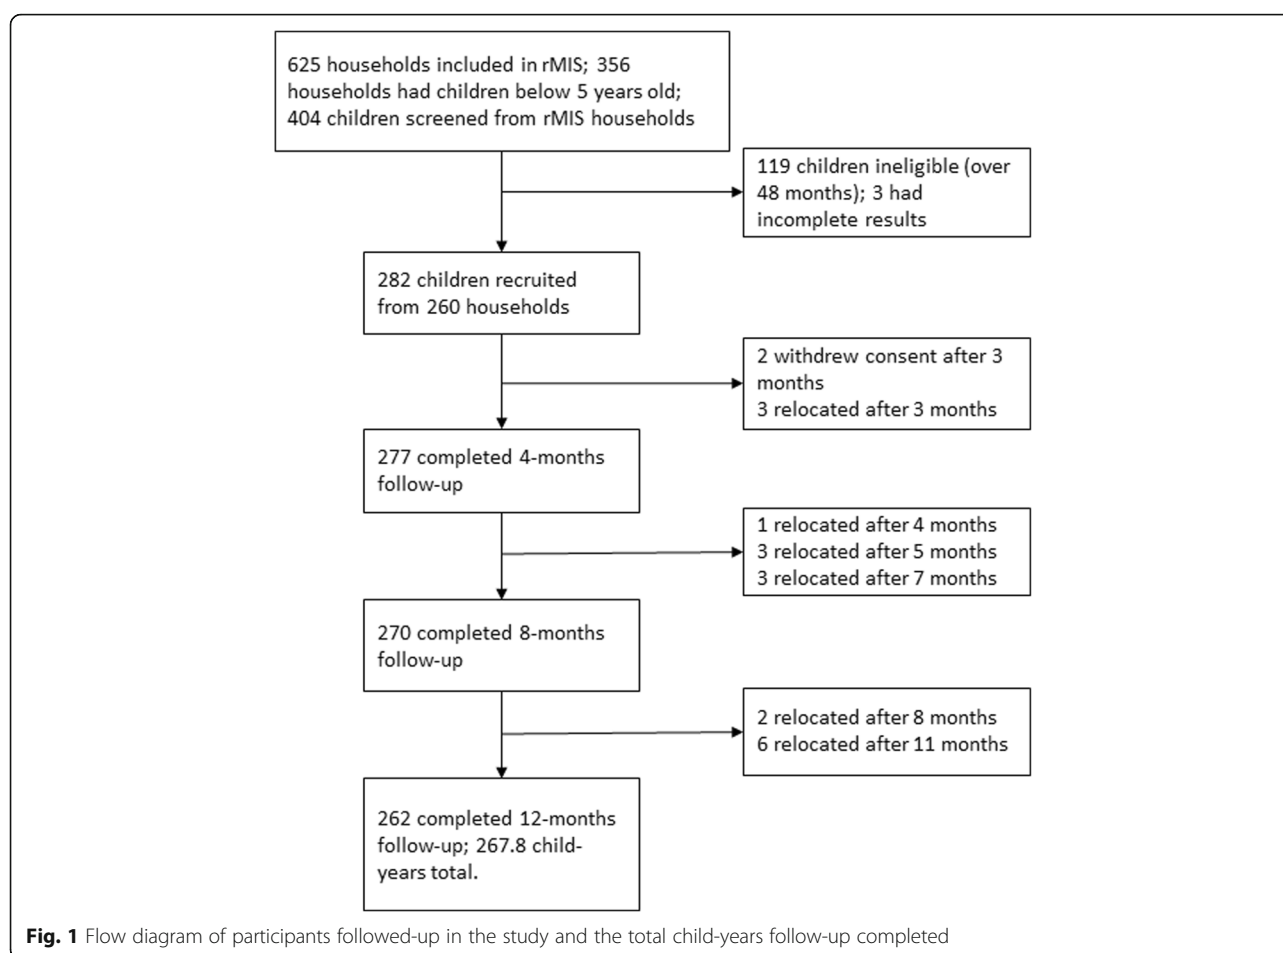 625 households included in rMIS; 356
households had children below 5 years old;
404 children screened from rMIS households
119 children ineligible (over
48 months); 3 had
incomplete results
282 children recruited
from 260 households
2 withdrew consent after 3
months
3 relocated after 3 months
277 completed 4-months
follow-up
1 relocated after 4 months
3 relocated after 5 months
3 relocated after 7 months
270 completed 8-months
follow-up
2 relocated after 8 months
6 relocated after 11 months
262 completed 12-months
follow-up; 267.8 child-
years total.
Fig. 1 Flow diagram of participants followed-up in the study and the total child-years follow-up completed